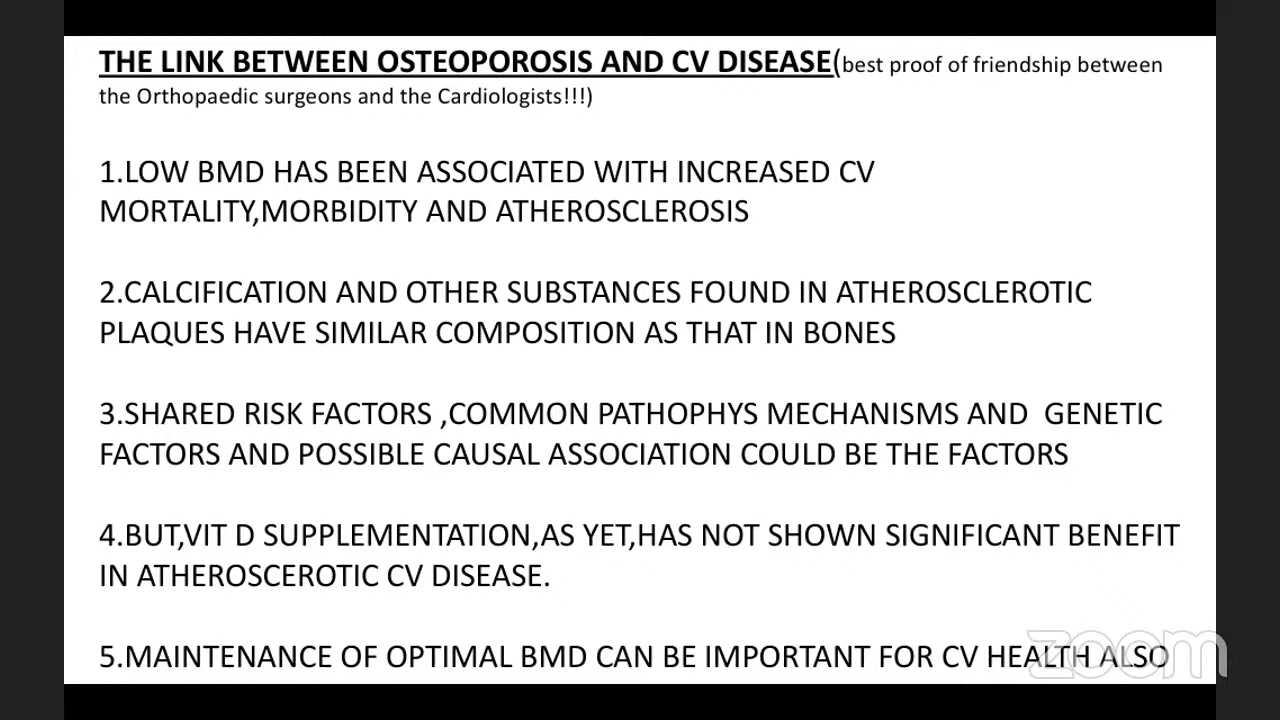 THE LINK BETWEEN OSTEOPOROSIS AND CV DISEASE(best proof of friendship between
the Orthopaedic surgeons and the Cardiologists!!!)
1.LOW BMD HAS BEEN ASSOCIATED WITH INCREASED CV
MORTALITY,MORBIDITY AND ATHEROSCLEROSIS
2.CALCIFICATION AND OTHER SUBSTANCES FOUND IN ATHEROSCLEROTIC
PLAQUES HAVE SIMILAR COMPOSITION AS THAT IN BONES
3.SHARED RISK FACTORS ,COMMON PATHOPHYS MECHANISMS AND  GENETIC
FACTORS AND POSSIBLE CAUSAL ASSOCIATION COULD BE THE FACTORS
4.BUT,VIT D SUPPLEMENTATION,AS YET,HAS NOT SHOWN SIGNIFICANT BENEFIT
IN ATHEROSCEROTIC CV DISEASE.
5.MAINTENANCE OF OPTIMAL BMD CAN BE IMPORTANT FOR CV HEALTH ALSO
zoom